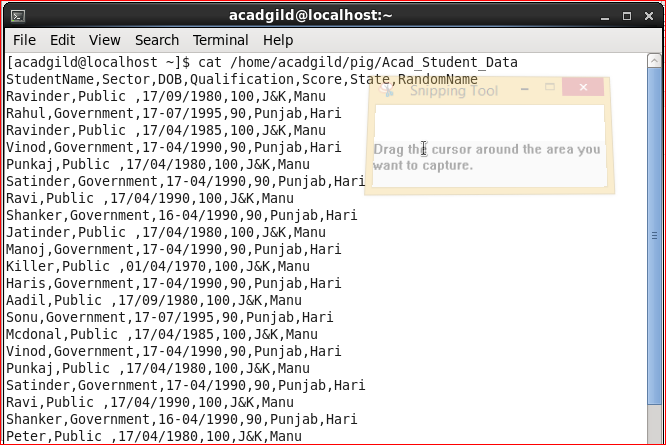 acadgild@localhost:~
File Edit View Search Terminal Help
[acadgild@localhost ~]$ cat /home/acadgild/pig/Acad_Student_Data
StudentName,Sector,DOB,Qualification,Score,State,RandomName
Ravinder,Public ,17/09/1980,100,J&K,Manu
Rahul,Government,17-07/1995,90,Punjab,Hari
Ravinder,Public ,17/04/1985,100,J&K,Manu
Vinod,Government,17-04/1990,90,Punjab,Hari
Punkaj,Public ,17/04/1980,100,J&K,Manu
Satinder,Government,17-04/1990,90,Punjab,Hari
Ravi,Public ,17/04/1990,100,J&K,Manu
Shanker,Government,16-04/1990,90,Punjab,Hari
Jatinder,Public ,17/04/1980,100,J&K,Manu
Manoj,Government,17-04/1990,90,Punjab,Hari
Killer,Public ,01/04/1970,100,J&K,Manu
Haris,Government,17-04/1990,90,Punjab,Hari
Aadil,Public ,17/09/1980,100,J&K,Manu
Sonu,Government,17-07/1995,90,Punjab,Hari
Mcdonal,Public ,17/04/1985,100,J&K,Manu
Vinod,Government,17-04/1990,90,Punjab,Hari
Punkaj,Public ,17/04/1980,100,J&K,Manu
Satinder,Government,17-04/1990,90,Punjab,Hari
Ravi,Public ,17/04/1990,100,J&K,Manu
Shanker,Government,16-04/1990,90,Punjab,Hari
Peter,Public ,17/04/1980,100,J&K,Manu
Snipping Tool
Drag the cursor around the area you
want to capture.